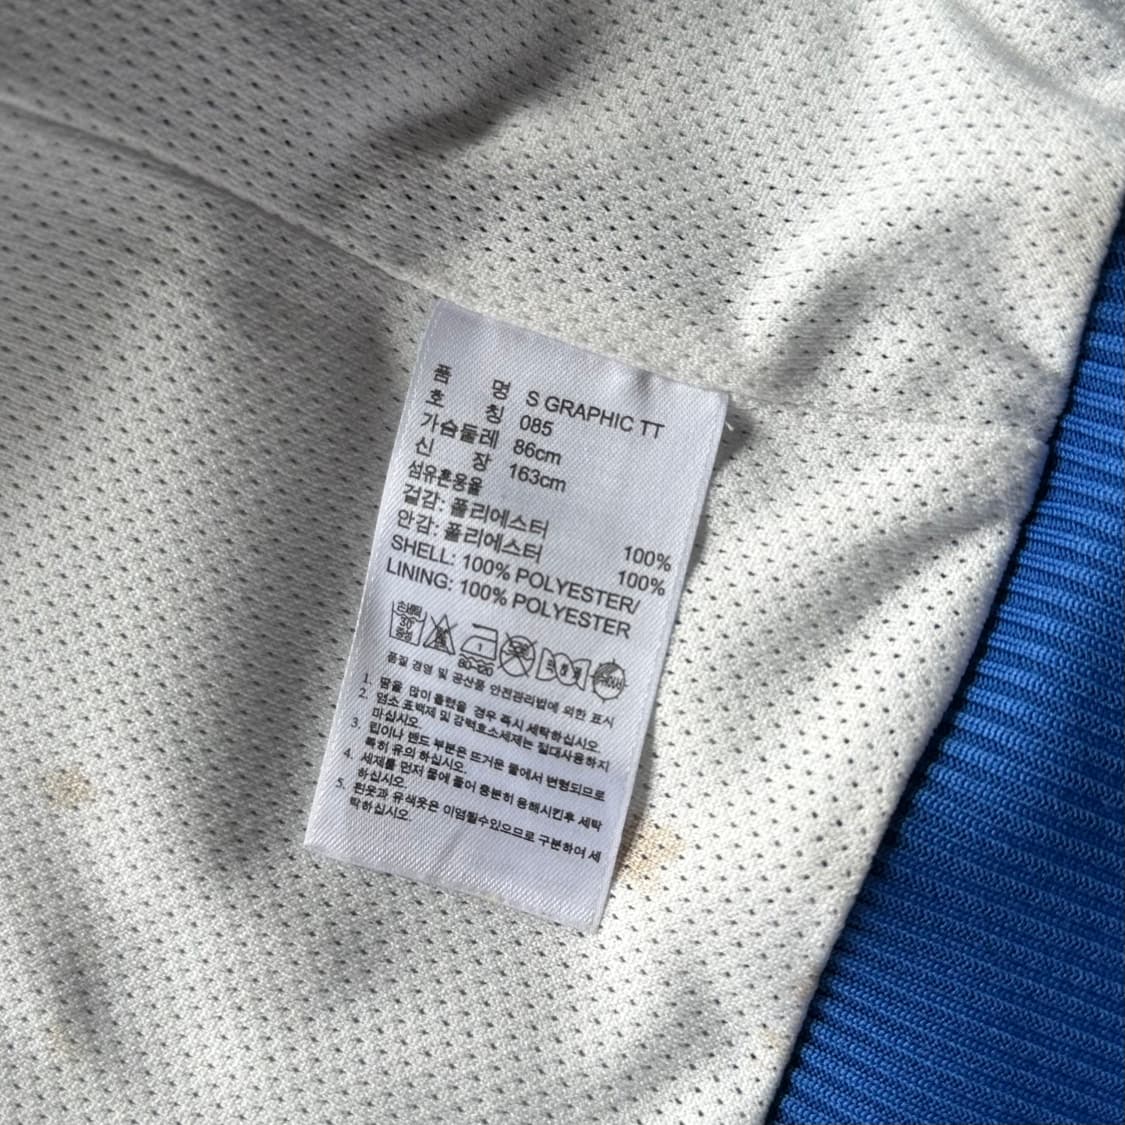 품 명 S GRAPHIC TT
호 칭 085
가슴둘레 86cm
신 장 163cm
섬유혼용율
겉감: 폴리에스터 100%
안감: 폴리에스터 100%
SHELL: 100% POLYESTER/
LINING: 100% POLYESTER
손세탁
30
중성
1
80-120
품질 경영 및 공산품 안전관리법에 의한 표시
1. 땀을 많이 흘렸을 경우 즉시 세탁하십시오.
2. 염소 표백제 및 강력효소세제는 절대사용하지
마십시오.
3. 립이나 밴드 부분은 뜨거운 물에서 변형되므로
특히 유의 하십시오.
4. 세제를 먼저 물에 풀어 충분히 용해시킨후 세탁
하십시오.
5. 흰옷과 유색옷은 이염될수있으므로 구분하여 세
탁하십시오.